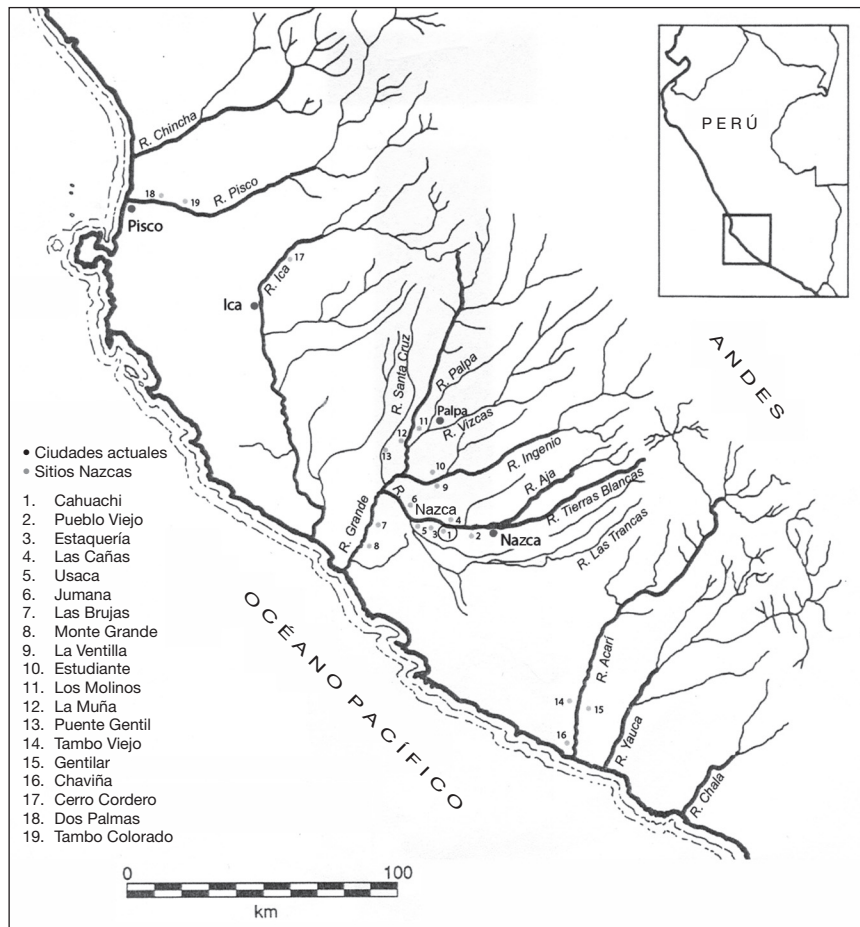 PERÚ
R. Chincha
18
19
R. Pisco
Pisco
17
R. Ica
Ica
ANDES
R. Santa Cruz
R. Palpa
Palpa
11
R. Vizcas
12
13
R. Ingenio
10
R. Aja
9
R. Tierras Blancas
R.
6
Nazca
4
R. Grande
7
5
3
1
2
Nazca
8
R. Las Trancas
OCÉANO PACÍFICO
R. Acarí
14
15
16
R. Yauca
R. Chala
Ciudades actuales
Sitios Nazcas
1. Cahuachi
2. Pueblo Viejo
3. Estaquería
4. Las Cañas
5. Usaca
6. Jumana
7. Las Brujas
8. Monte Grande
9. La Ventilla
10. Estudiante
11. Los Molinos
12. La Muña
13. Puente Gentil
14. Tambo Viejo
15. Gentilar
16. Chaviña
17. Cerro Cordero
18. Dos Palmas
19. Tambo Colorado
0 100
km